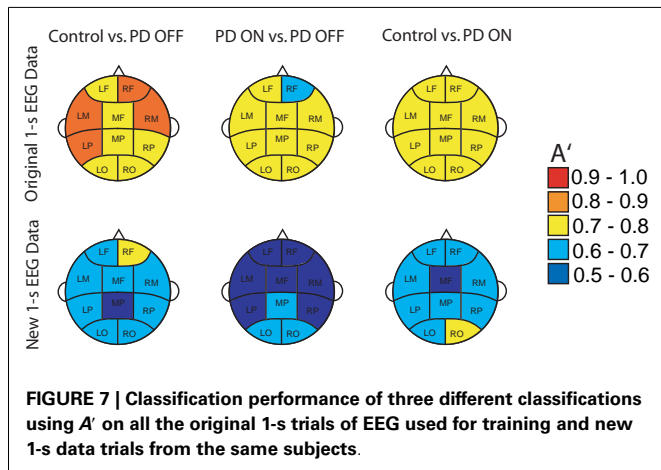 Control vs. PD OFF PD ON vs. PD OFF Control vs. PD ON
Original 1-s EEG Data
LF RF LF RF LF RF
LM MF RM LM MF RM LM MF RM
LP MP RP LP MP RP LP MP RP
LO RO LO RO LO RO
A'
0.9 - 1.0
0.8 - 0.9
0.7 - 0.8
0.6 - 0.7
0.5 - 0.6
New 1-s EEG Data
LF RF LF RF LF RF
LM MF RM LM MF RM LM MF RM
LP MP RP LP MP RP LP MP RP
LO RO LO RO LO RO
FIGURE 7 | Classification performance of three different classifications
using A′ on all the original 1-s trials of EEG used for training and new
1-s data trials from the same subjects.